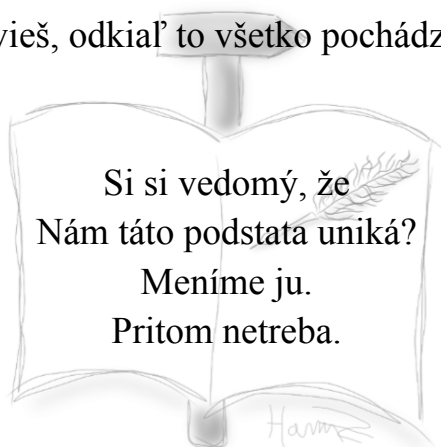 vieš, odkiaľ to všetko pochádz
Si si vedomý, že
Nám táto podstata uniká?
Meníme ju.
Pritom netreba.